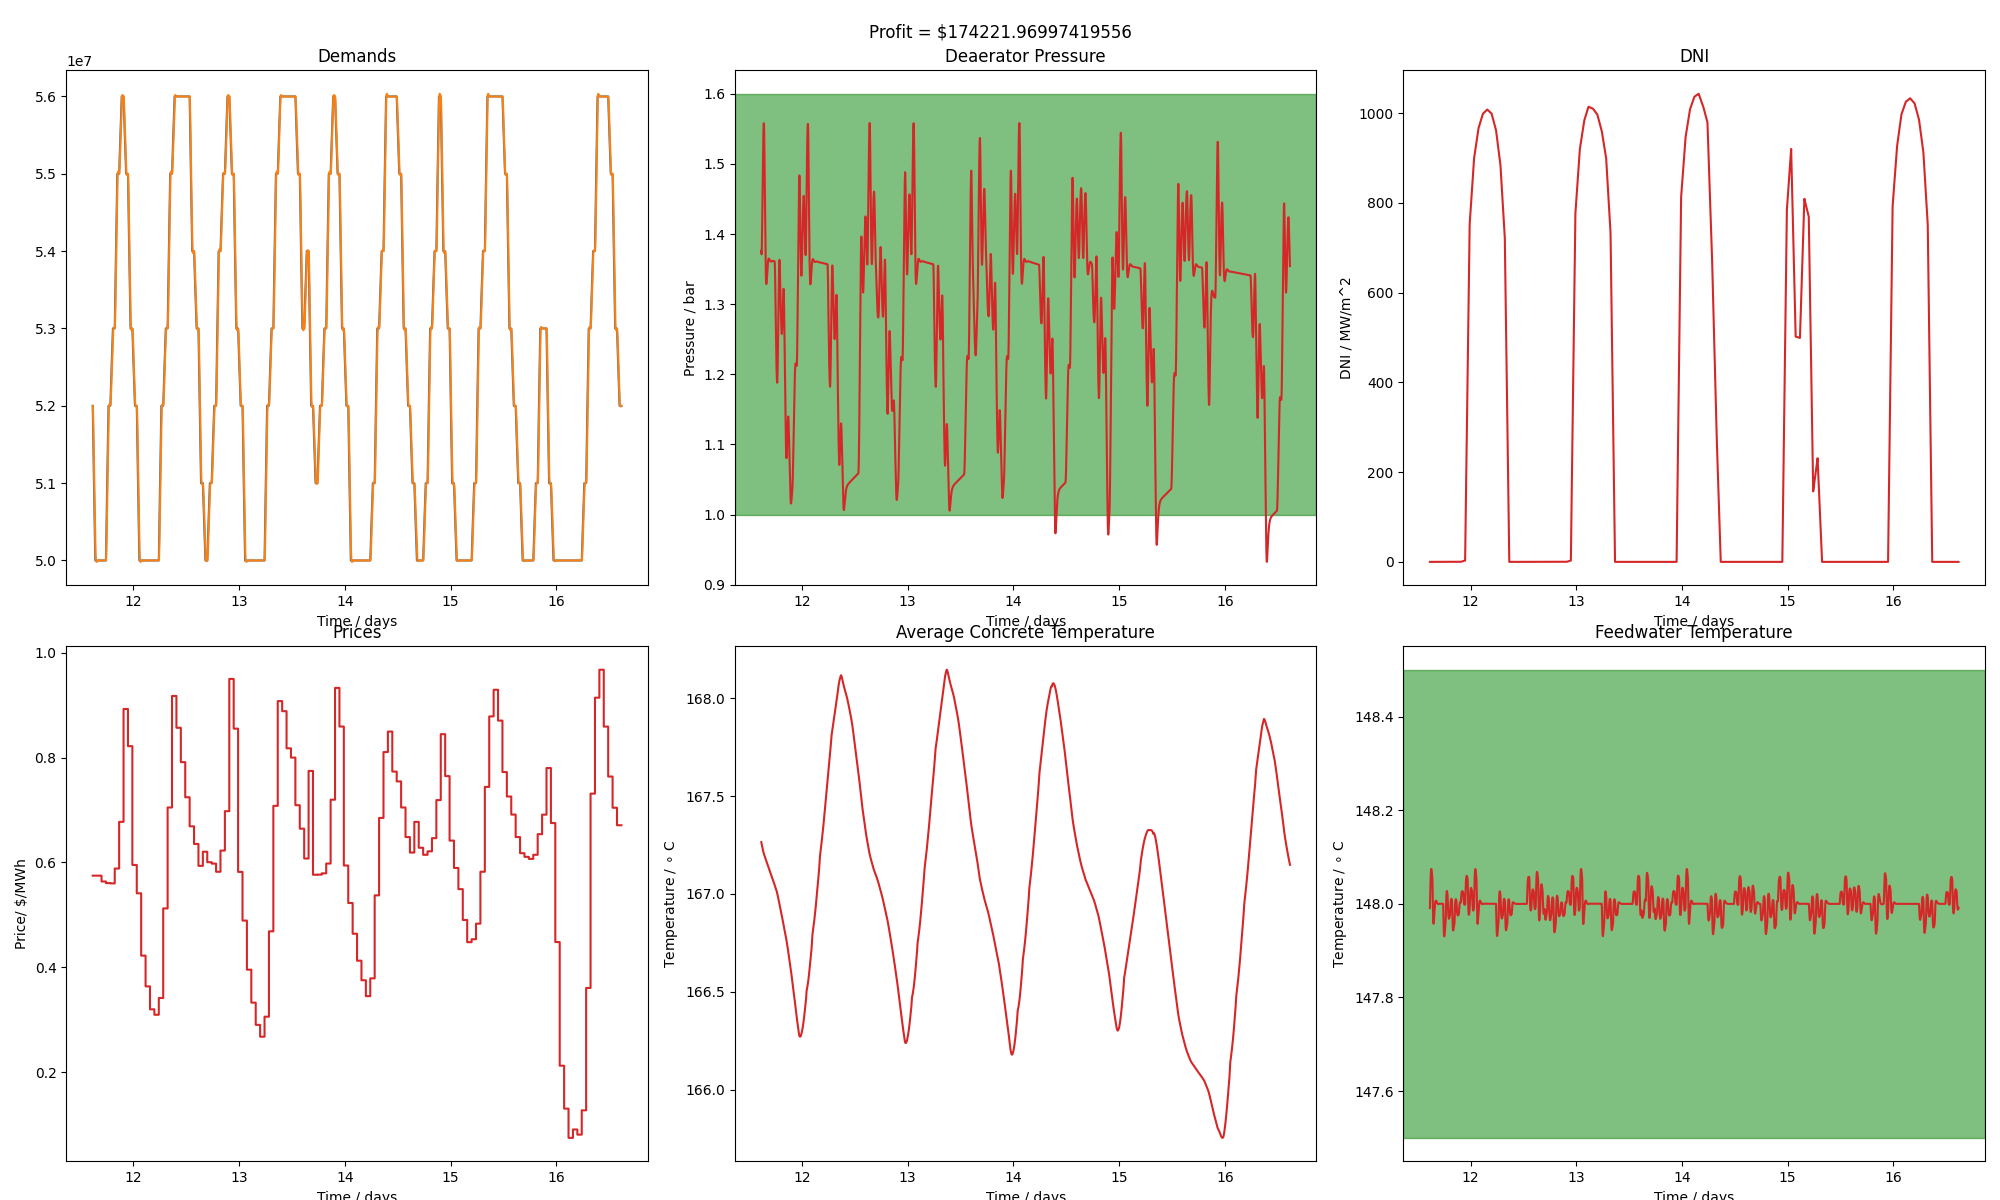 Profit = $174221.96997419556
Demands
1e7
5.6
5.5
5.4
5.3
5.2
5.1
5.0
12 13 14 15 16
Time / days
Deaerator Pressure
Pressure / bar
1.6
1.5
1.4
1.3
1.2
1.1
1.0
0.9
12 13 14 15 16
Time / days
DNI
DNI / MW/m^2
1000
800
600
400
200
0
12 13 14 15 16
Time / days
Prices
Price/ $/MWh
1.0
0.8
0.6
0.4
0.2
12 13 14 15 16
Time / days
Average Concrete Temperature
Temperature / ∘ C
168.0
167.5
167.0
166.5
166.0
12 13 14 15 16
Time / days
Feedwater Temperature
Temperature / ∘ C
148.4
148.2
148.0
147.8
147.6
12 13 14 15 16
Time / days